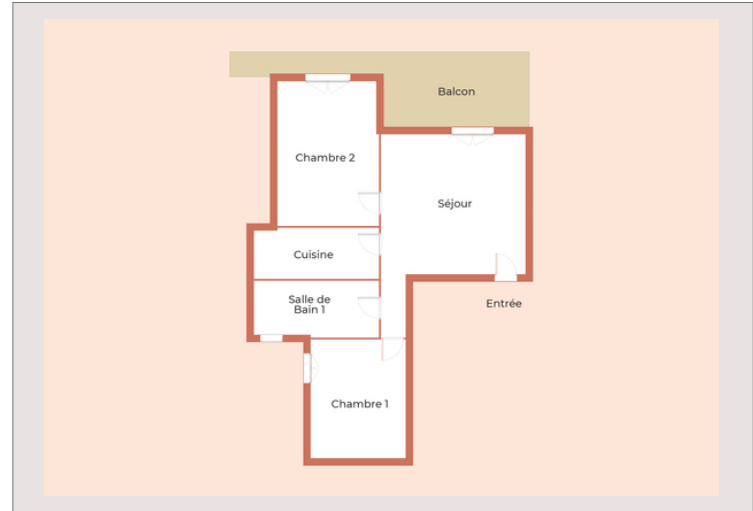 Balcon
Chambre 2
Séjour
Cuisine
Salle de
Bain 1
Entrée
Chambre 1